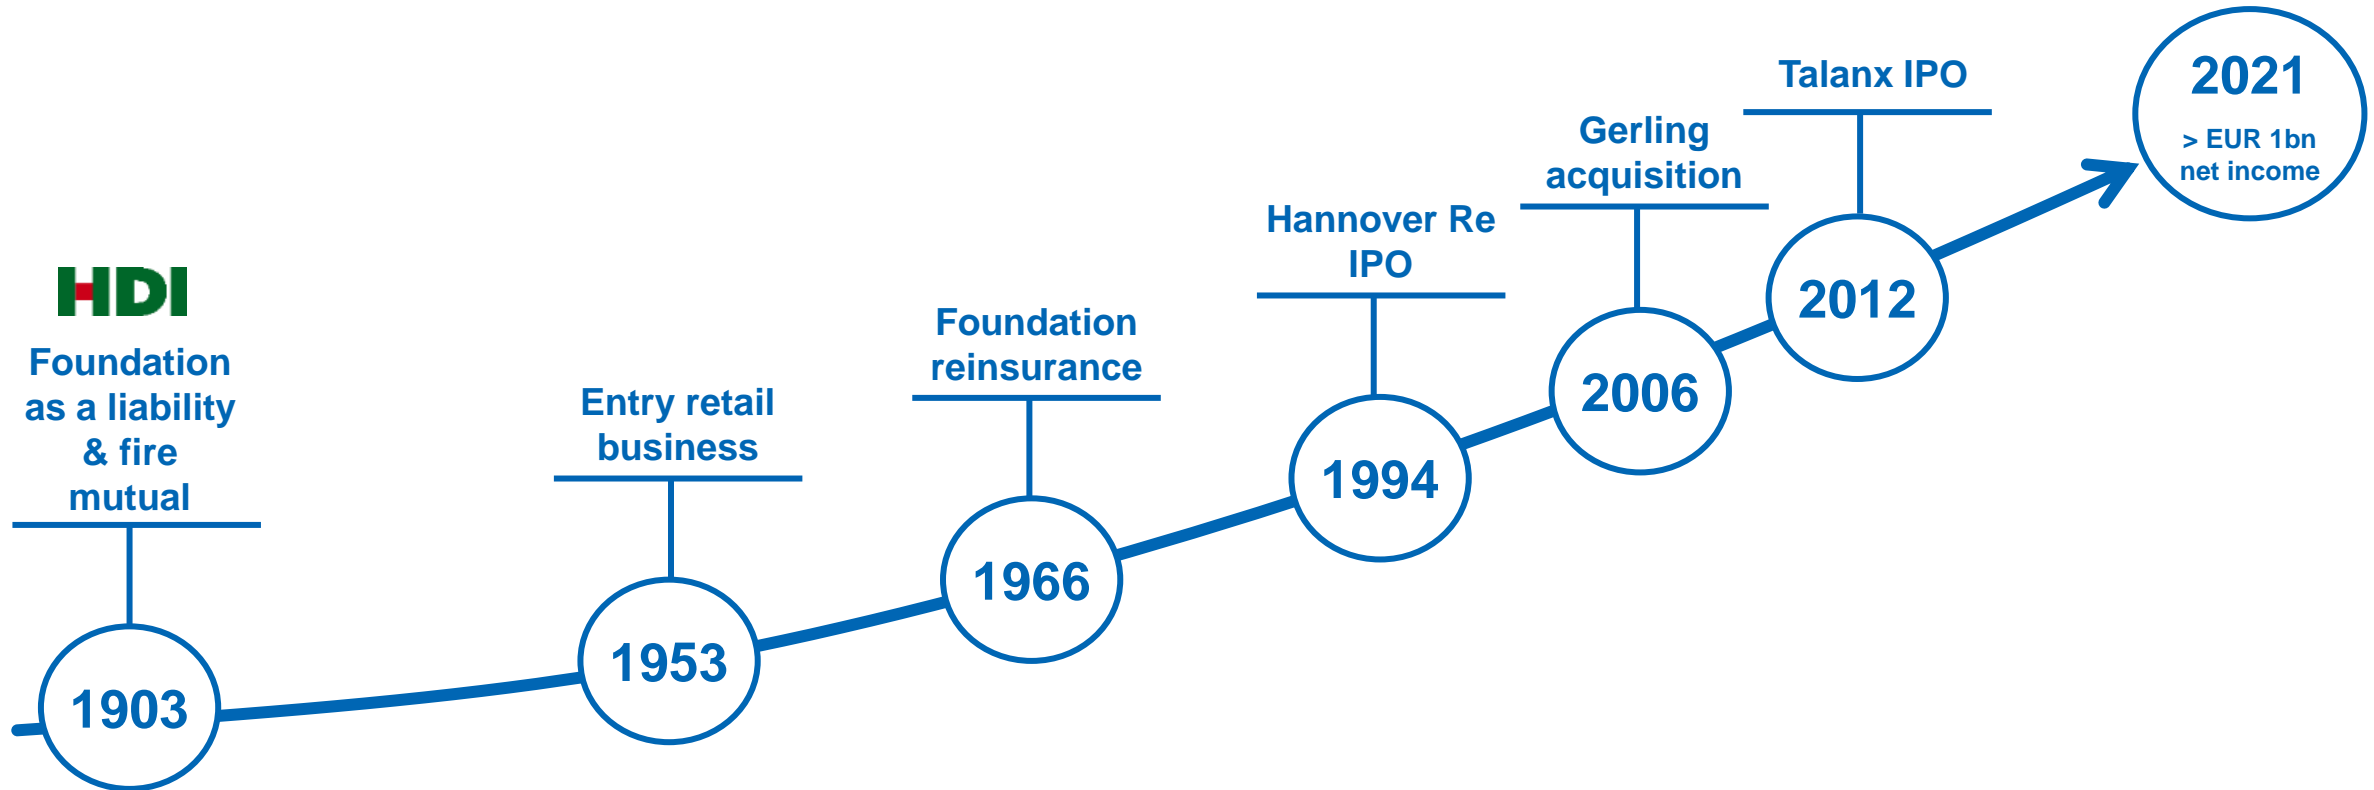 HDI
Foundation
as a liability
& fire
mutual
1903
Entry retail
business
1953
Foundation
reinsurance
1966
Hannover Re
IPO
1994
Gerling
acquisition
2006
Talanx IPO
2012
2021
> EUR 1bn
net income